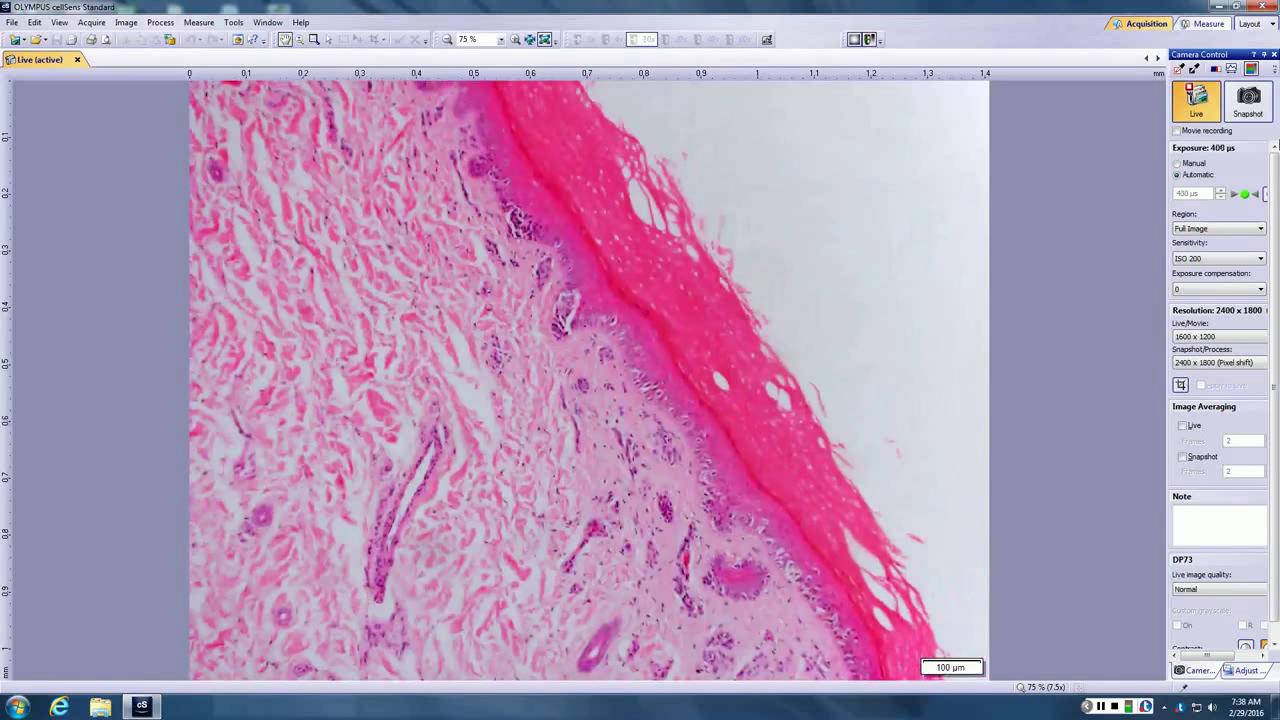 OLYMPUS cellSens Standard
File Edit View Acquire Image Process Measure Tools Window Help
Acquisition Measure Layout
75 %
10x
Live (active)
Camera Control
0 0,1 0,2 0,3 0,4 0,5 0,6 0,7 0,8 0,9 1 1,1 1,2 1,3 1,4
mm
0,1
0,2
0,3
0,4
0,5
0,6
0,7
0,8
0,9
1
Live Snapshot
Movie recording
Exposure: 400 µs
Manual
Automatic
430 µs
Region:
Full Image
Sensitivity:
ISO 200
Exposure compensation:
0
Resolution: 2400 x 1800
Live/Movie:
1600 x 1200
Snapshot/Process:
2400 x 1800 (Pixel shift)
Image Averaging
Live
Frames 2
Snapshot
Frames 2
Note
DP73
Live image quality:
Normal
Custom/grayscale:
On R
Contrast:
100 µm
Camer... Adjust ...
mm
75 % (7.5x)
7:38 AM
2/29/2016